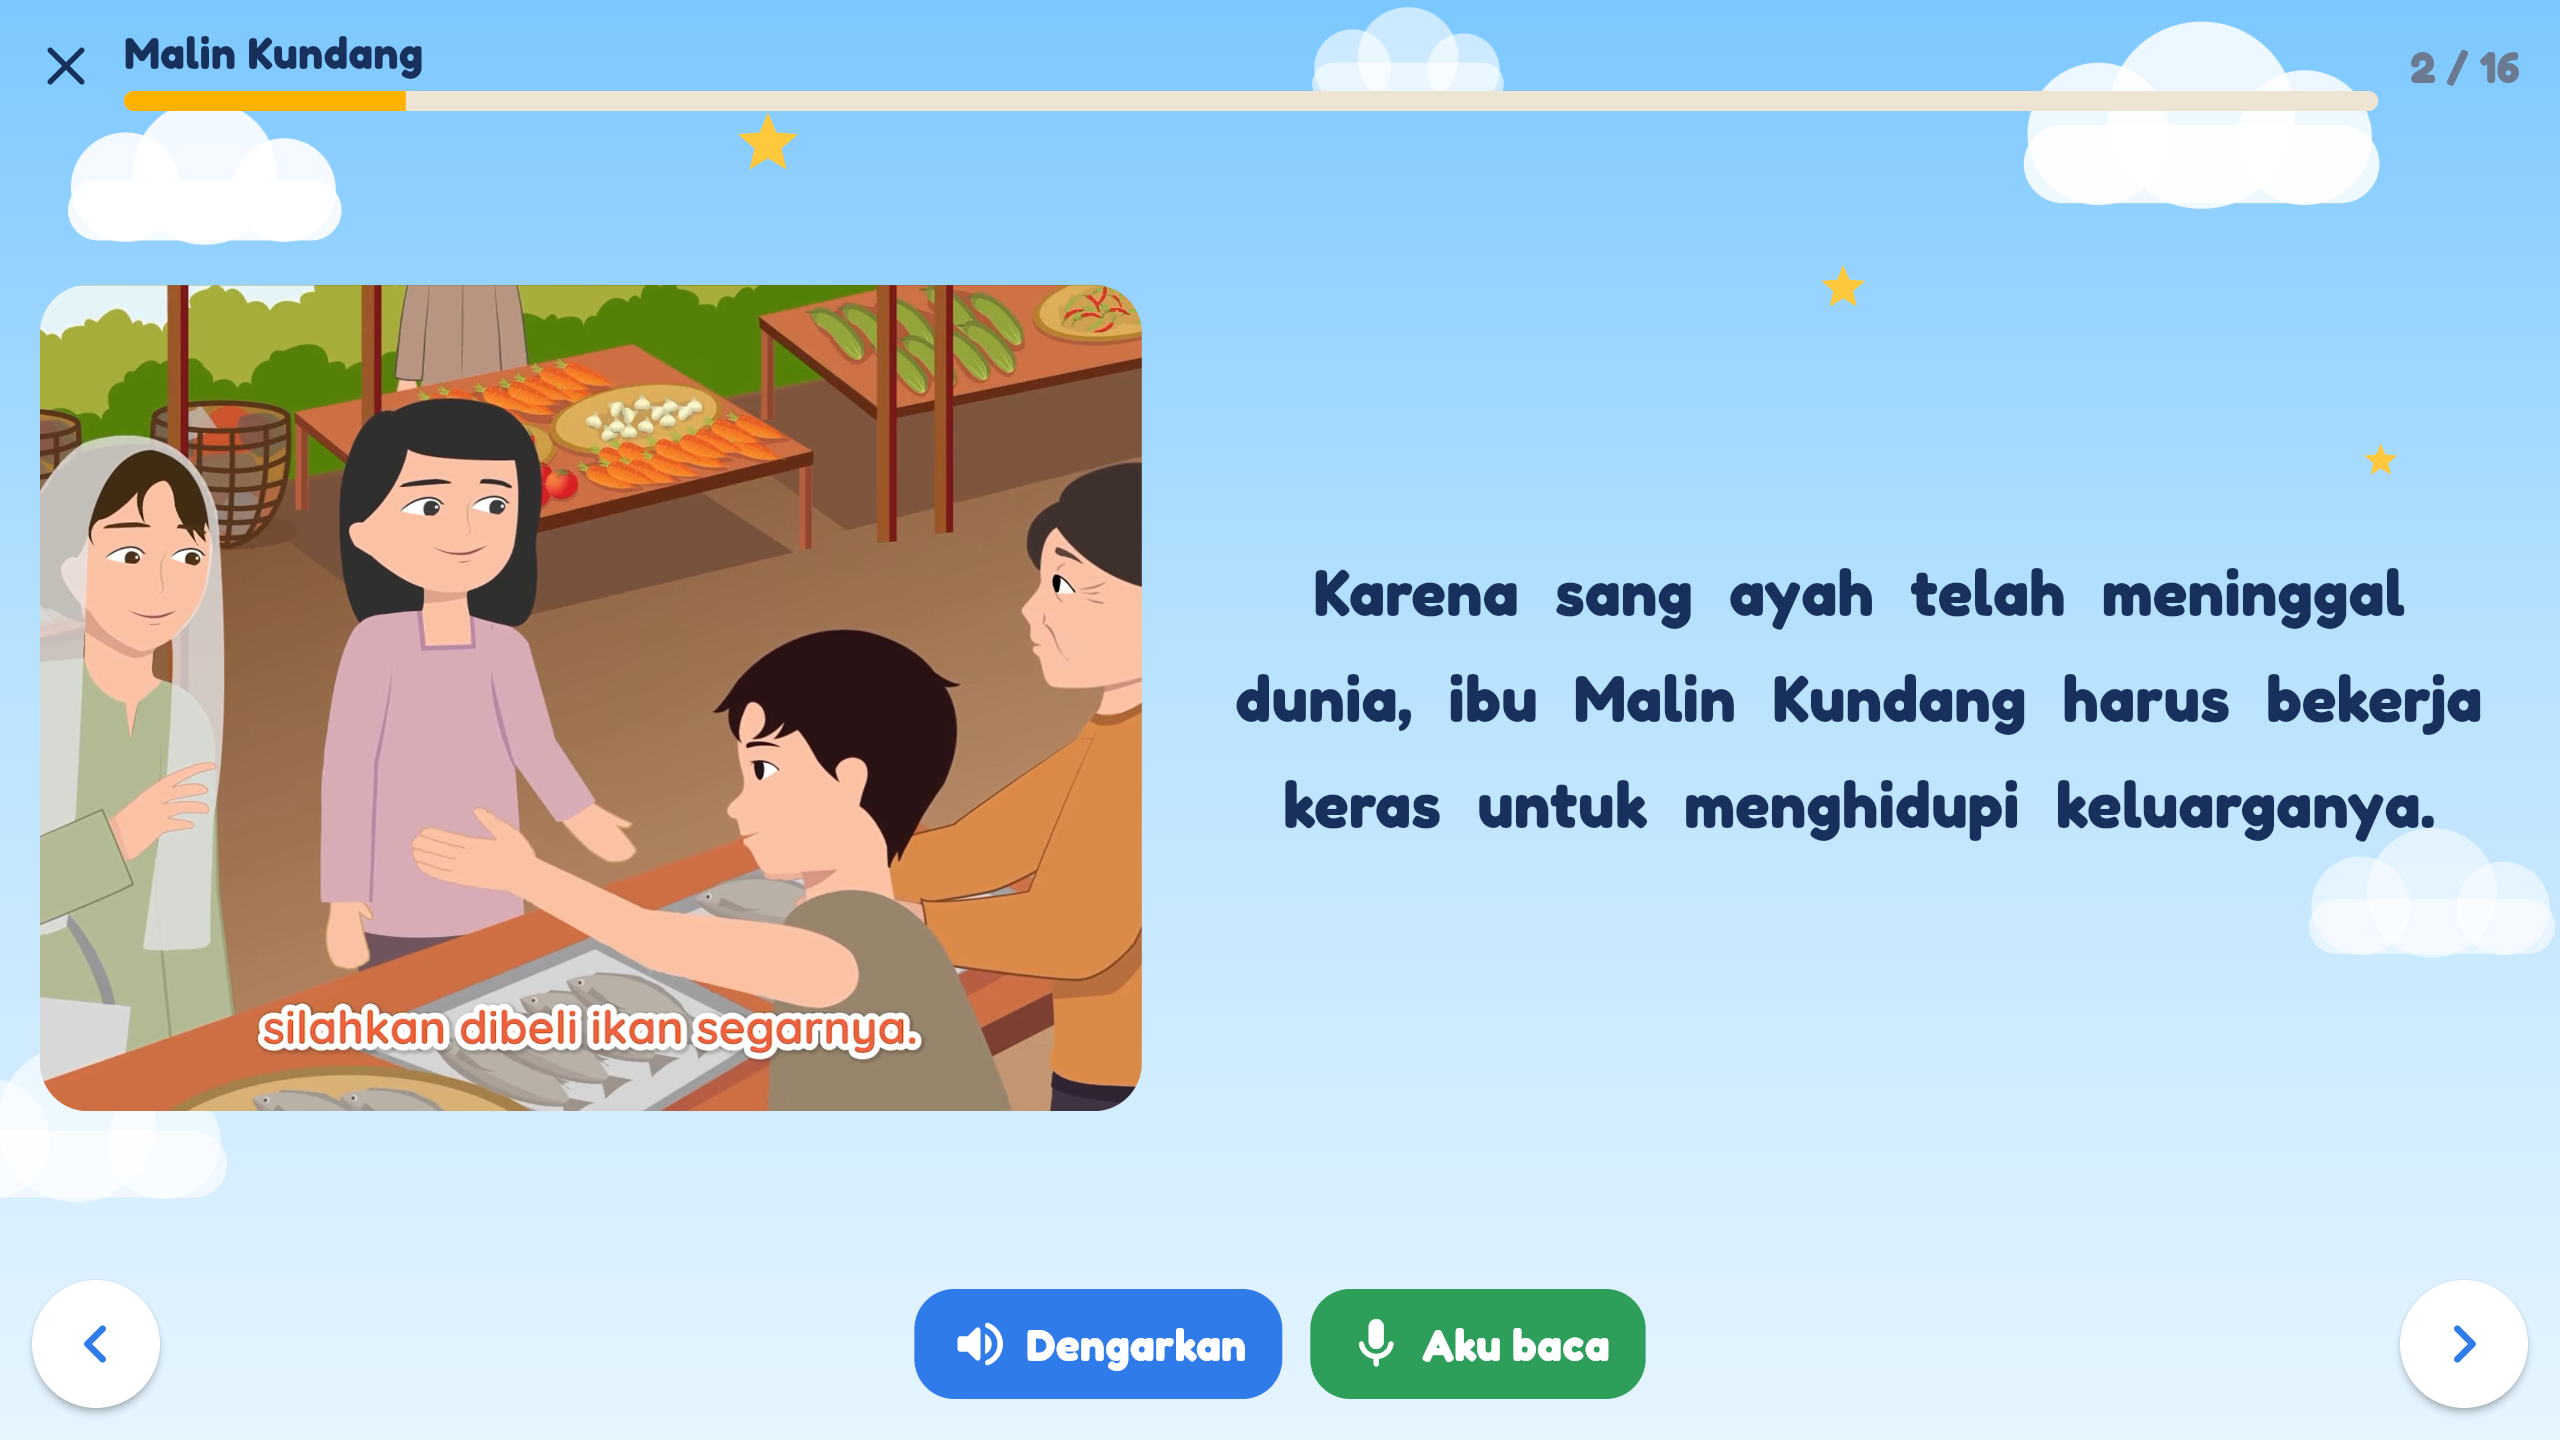 Malin Kundang
2 / 16
silahkan dibeli ikan segarnya.
Karena sang ayah telah meninggal
dunia, ibu Malin Kundang harus bekerja
keras untuk menghidupi keluarganya.
Dengarkan
Aku baca